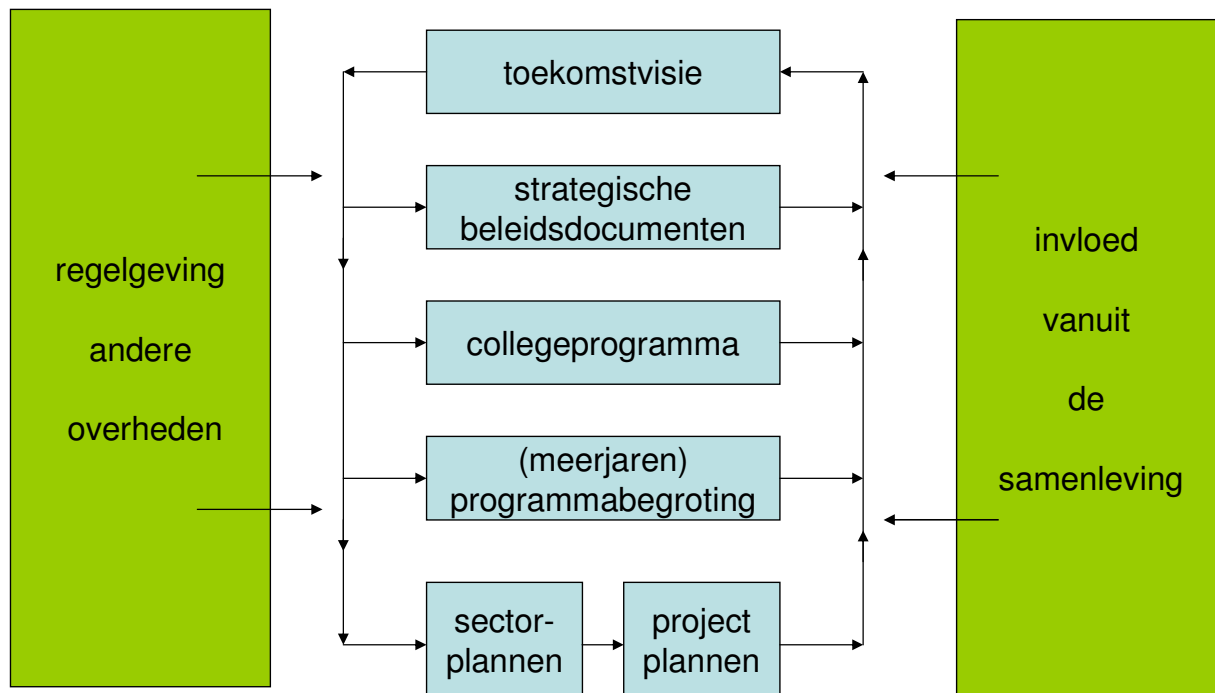 regelgeving
andere
overheden
toekomstvisie
strategische
beleidsdocumenten
collegeprogramma
(meerjaren)
programmabegroting
sector-
plannen
project
plannen
invloed
vanuit
de
samenleving